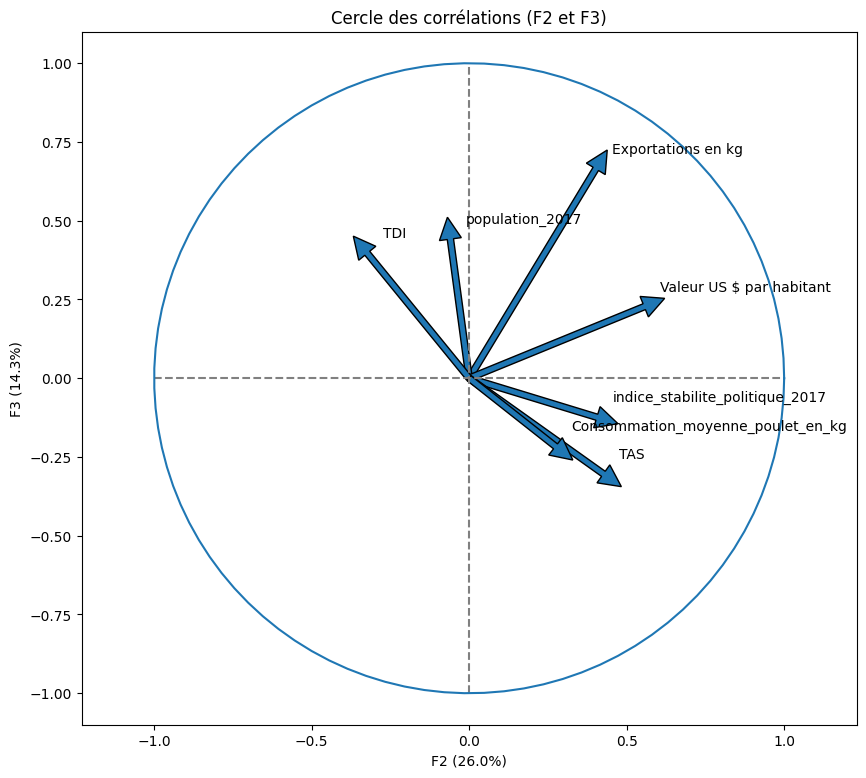 Cercle des corrélations (F2 et F3)
1.00
0.75
0.50
0.25
0.00
−0.25
−0.50
−0.75
−1.00
F3 (14.3%)
Exportations en kg
population_2017
TDI
Valeur US $ par habitant
indice_stabilite_politique_2017
Consommation_moyenne_poulet_en_kg
TAS
−1.0
−0.5
0.0
0.5
1.0
F2 (26.0%)